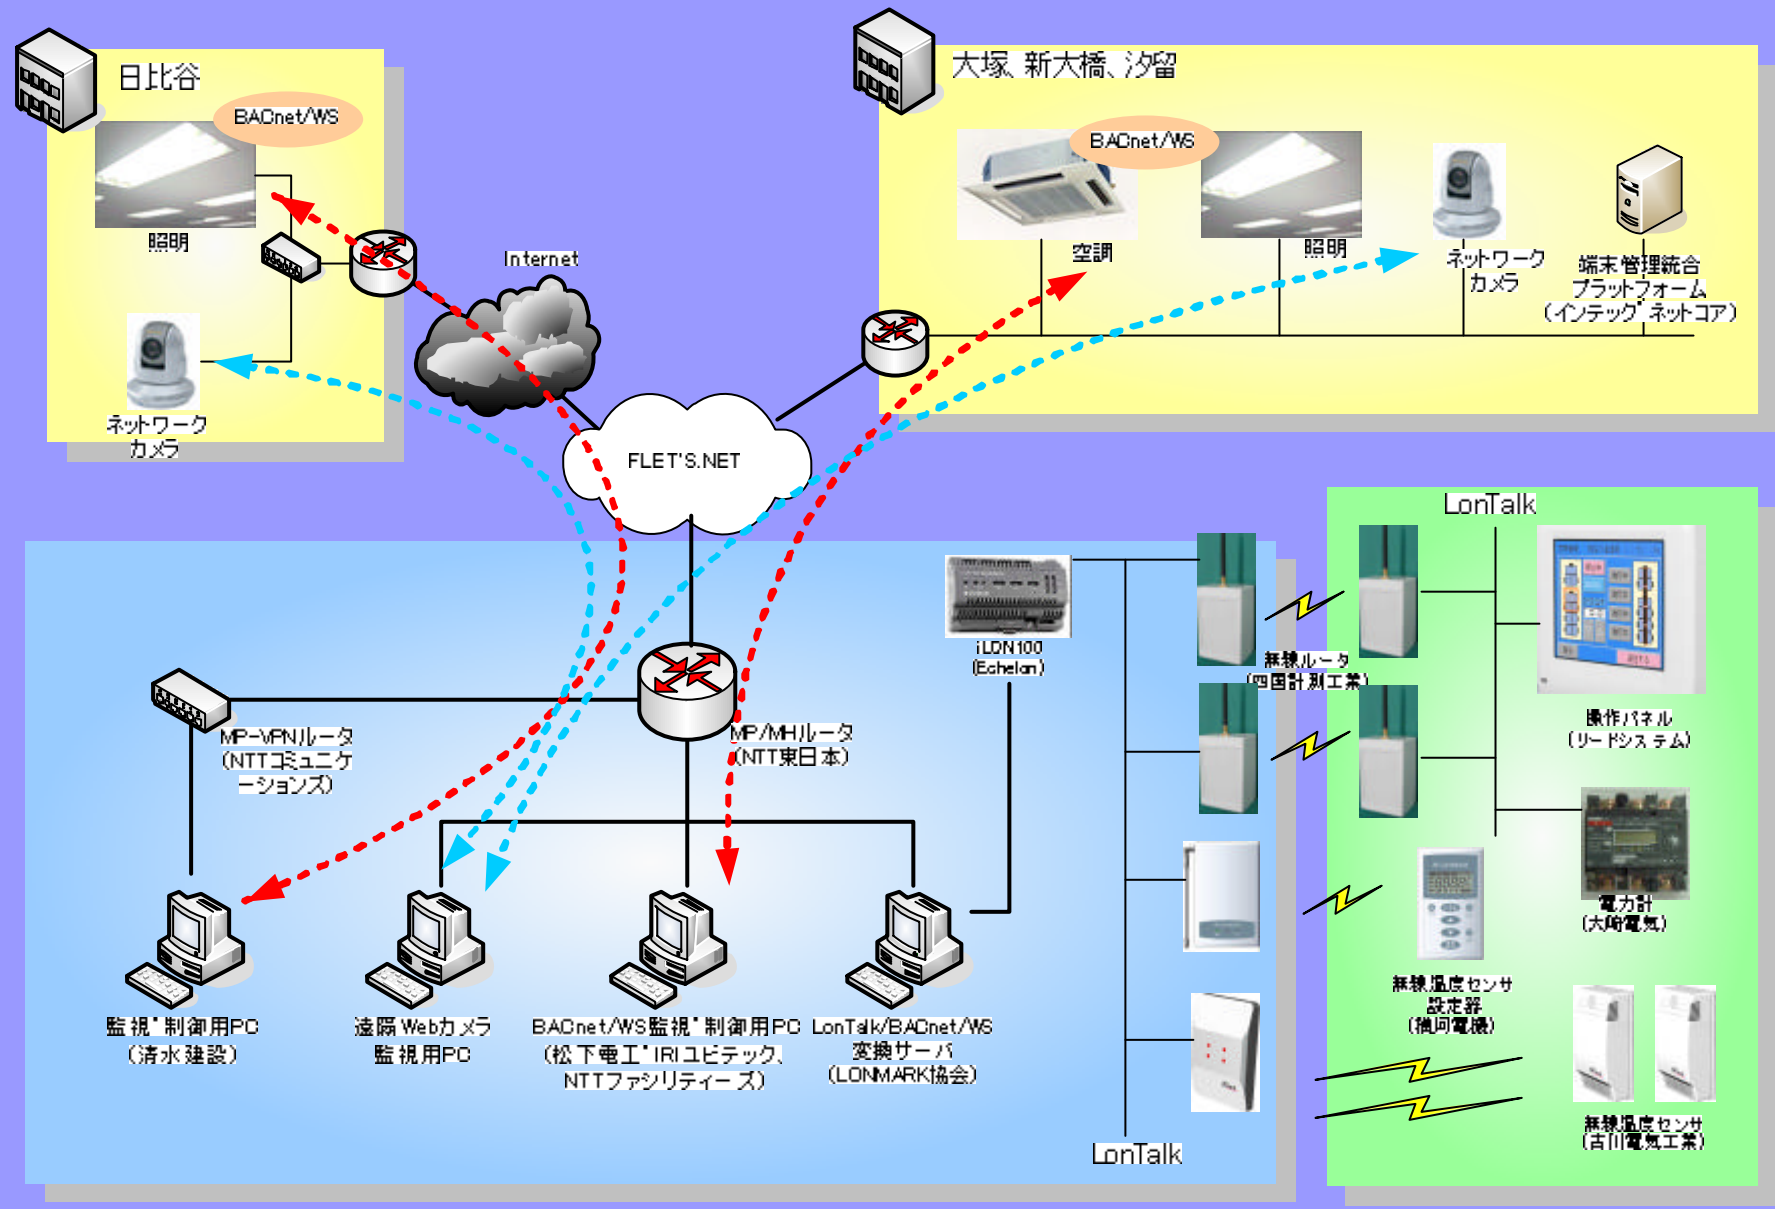 日比谷
BACnet/WS
照明
ネットワーク
カメラ
Internet
FLET'S.NET
大塚、新大橋、汐留
BACnet/WS
空調
照明
ネットワーク
カメラ
端末管理統合
プラットフォーム
(インテック・ネットコア)
MP-VPNルータ
(NTTコミュニケ
ーションズ)
MP/MHルータ
(NTT東日本)
iLON100
(Echelon)
無線ルータ
(四国計測工業)
LonTalk
操作パネル
(リードシステム)
電力計
(大崎電気)
無線温度センサ
設定器
(横河電機)
無線温度センサ
(古川電気工業)
監視・制御用PC
(清水建設)
遠隔Webカメラ
監視用PC
BACnet/WS監視・制御用PC
(松下電工・IRIユビテック、
NTTファシリティーズ)
LonTalk/BACnet/WS
変換サーバ
(LONMARK協会)
LonTalk